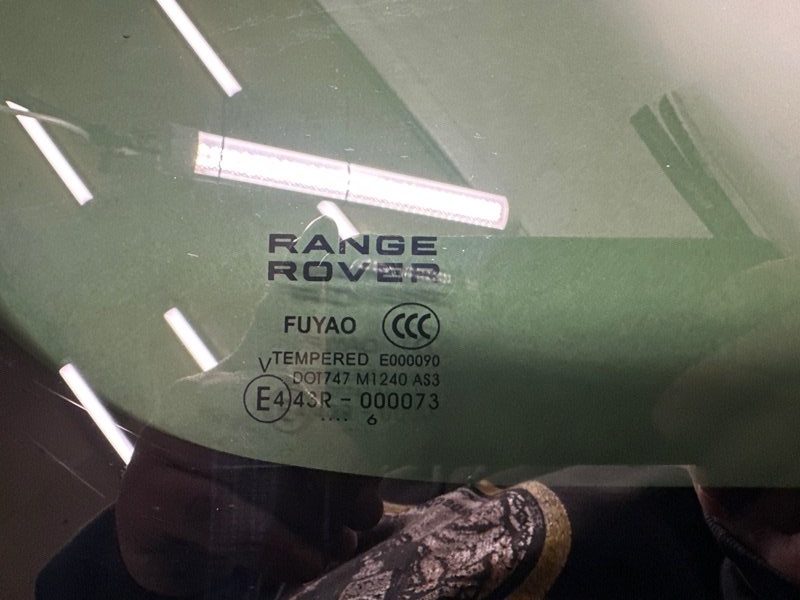 RANGE
ROVER
FUYAO CCC
TEMPERED E000090
V
DOT747 M1240 AS3
E4 43R - 000073
.... 6